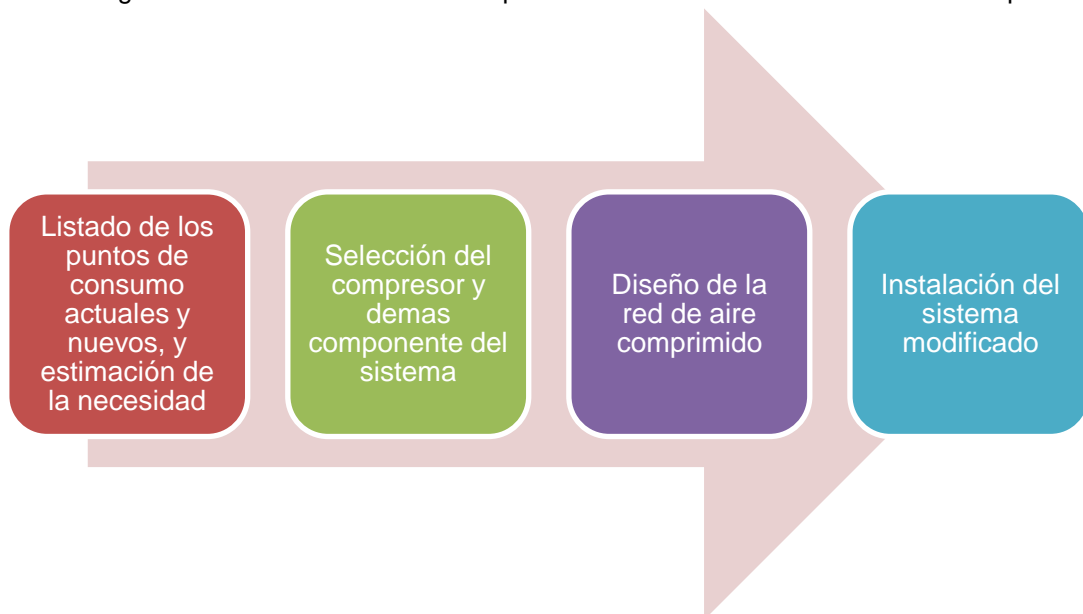 Listado de los
puntos de
consumo
actuales y
nuevos, y
estimación de
la necesidad
Selección del
compresor y
demas
componente del
sistema
Diseño de la
red de aire
comprimido
Instalación del
sistema
modificado